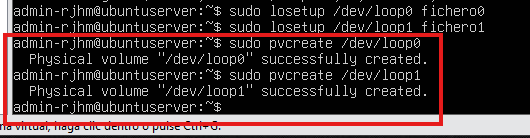 admin-rjhm@ubuntuserver:~$ sudo losetup /dev/loop0 fichero0
admin-rjhm@ubuntuserver:~$ sudo losetup /dev/loop1 fichero1
admin-rjhm@ubuntuserver:~$ sudo pvcreate /dev/loop0
  Physical volume "/dev/loop0" successfully created.
admin-rjhm@ubuntuserver:~$ sudo pvcreate /dev/loop1
  Physical volume "/dev/loop1" successfully created.
admin-rjhm@ubuntuserver:~$
na virtual, haga clic dentro o pulse Ctrl+G.